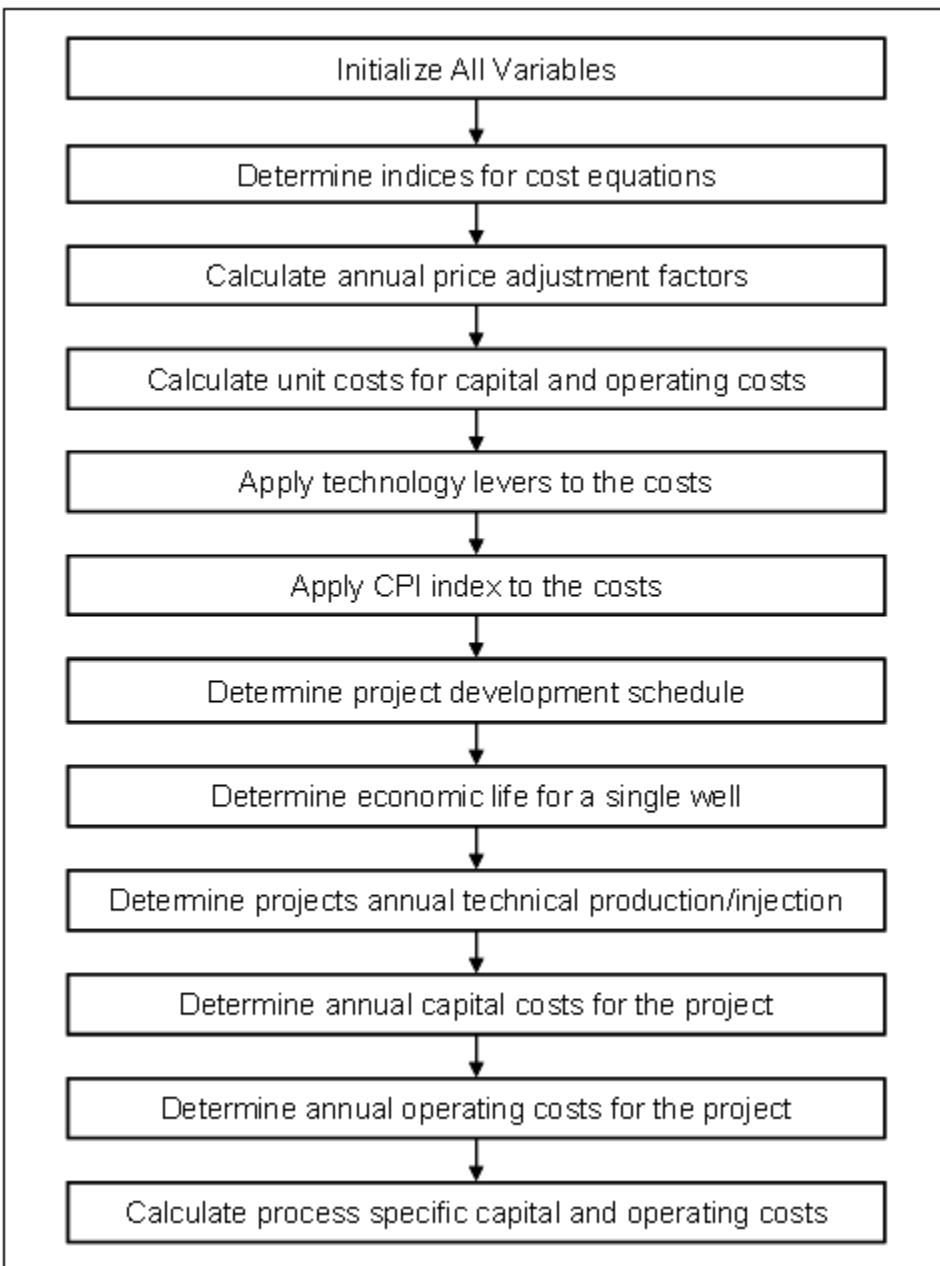 Initialize All Variables
Determine indices for cost equations
Calculate annual price adjustment factors
Calculate unit costs for capital and operating costs
Apply technology levers to the costs
Apply CPI index to the costs
Determine project development schedule
Determine economic life for a single well
Determine projects annual technical production/injection
Determine annual capital costs for the project
Determine annual operating costs for the project
Calculate process specific capital and operating costs